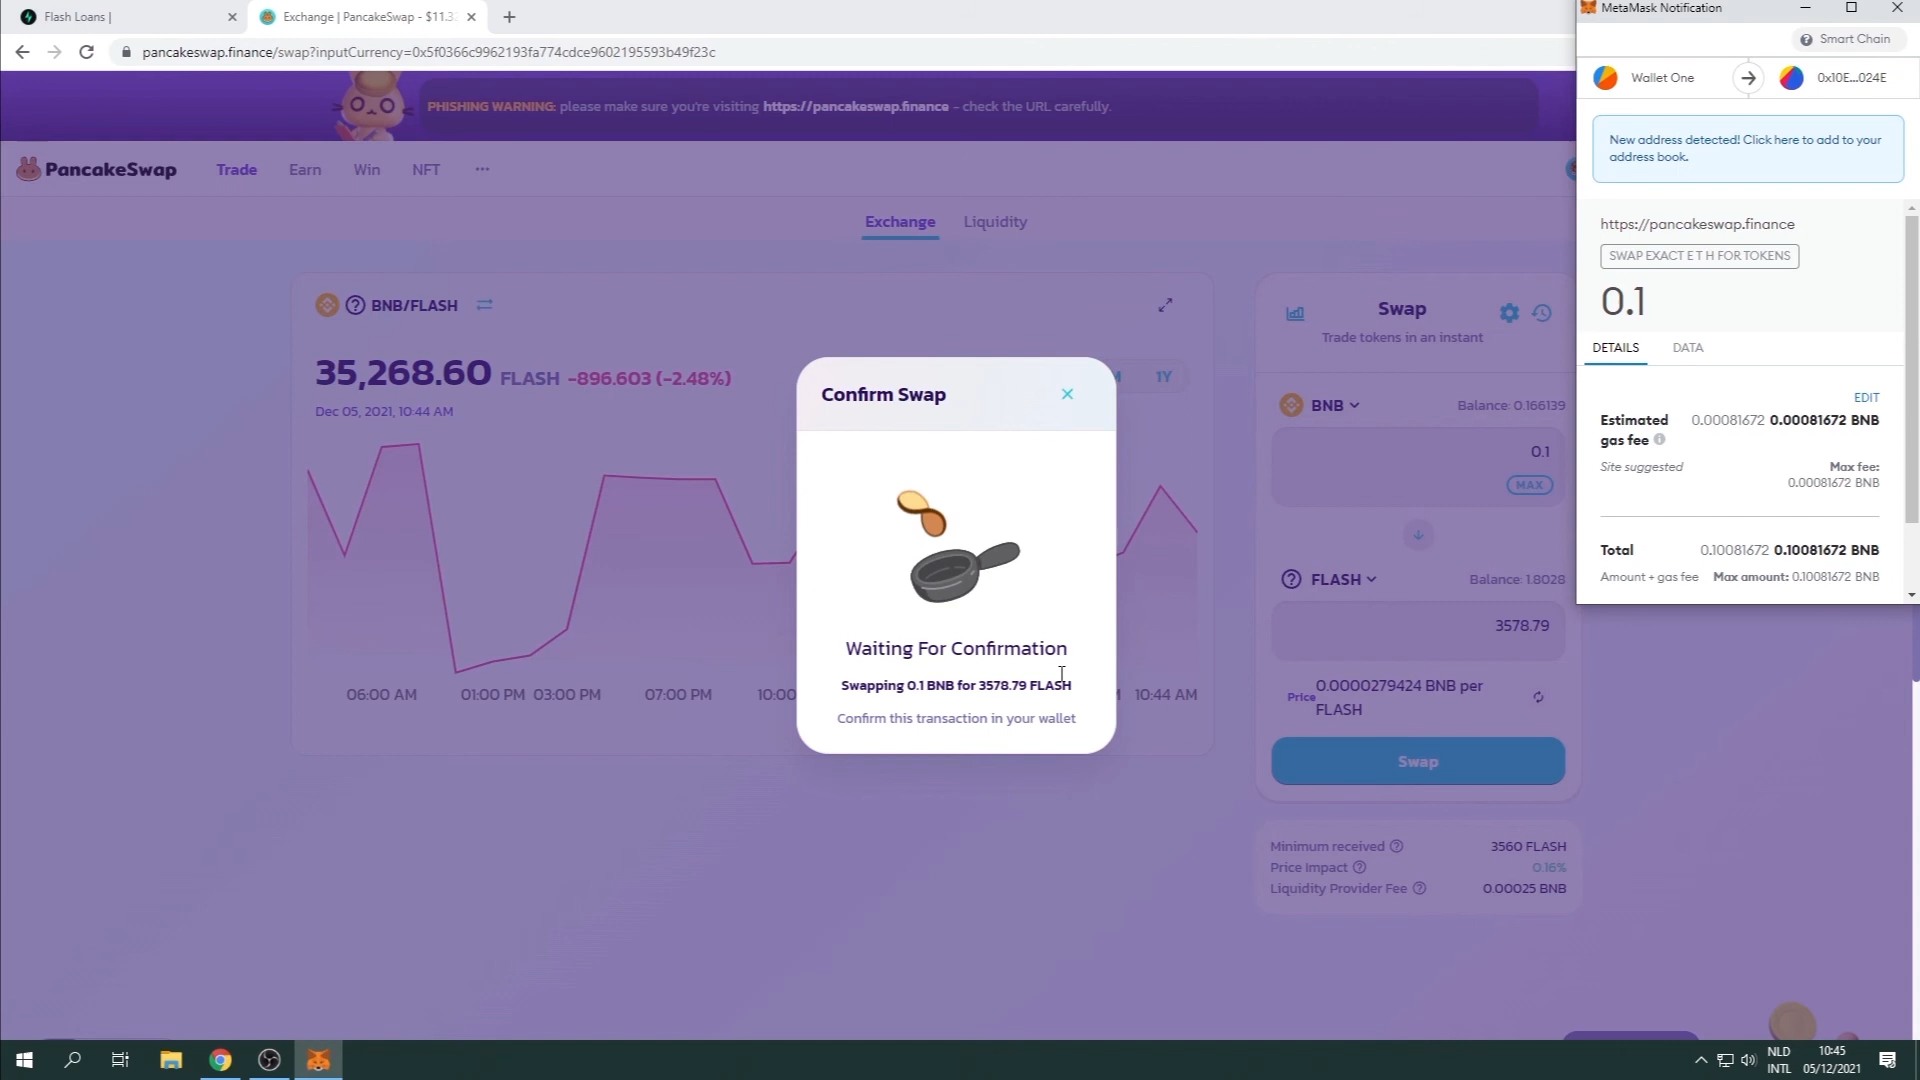 Flash Loans |
Exchange | PancakeSwap - $11.3
pancakeswap.finance/swap?inputCurrency=0x5f0366c9962193fa774cdce9602195593b49f23c
PHISHING WARNING: please make sure you're visiting https://pancakeswap.finance - check the URL carefully.
PancakeSwap
Trade
Earn
Win
NFT
Exchange
Liquidity
BNB/FLASH
35,268.60 FLASH -896.603 (-2.48%)
Dec 05, 2021, 10:44 AM
M
1Y
06:00 AM
01:00 PM
03:00 PM
07:00 PM
10:00
10:44 AM
Confirm Swap
Waiting For Confirmation
Swapping 0.1 BNB for 3578.79 FLASH
Confirm this transaction in your wallet
Swap
Trade tokens in an instant
BNB
Balance: 0.166139
0.1
MAX
FLASH
Balance: 1.8028
3578.79
Price
0.0000279424 BNB per
FLASH
Swap
Minimum received
3560 FLASH
Price Impact
0.16%
Liquidity Provider Fee
0.00025 BNB
MetaMask Notification
Smart Chain
Wallet One
0x10E...024E
New address detected! Click here to add to your
address book.
https://pancakeswap.finance
SWAP EXACT E T H FOR TOKENS
0.1
DETAILS
DATA
EDIT
Estimated
gas fee
0.00081672 0.00081672 BNB
Site suggested
Max fee:
0.00081672 BNB
Total
0.10081672 0.10081672 BNB
Amount + gas fee
Max amount: 0.10081672 BNB
NLD
INTL
10:45
05/12/2021